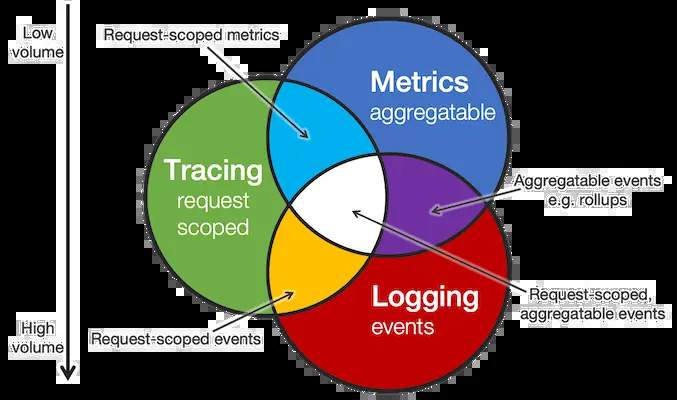 Low
volume
Request-scoped metrics
Metrics
aggregatable
Tracing
request
scoped
Aggregatable events
e.g. rollups
Logging
events
Request-scoped,
aggregatable events
High
volume
Request-scoped events